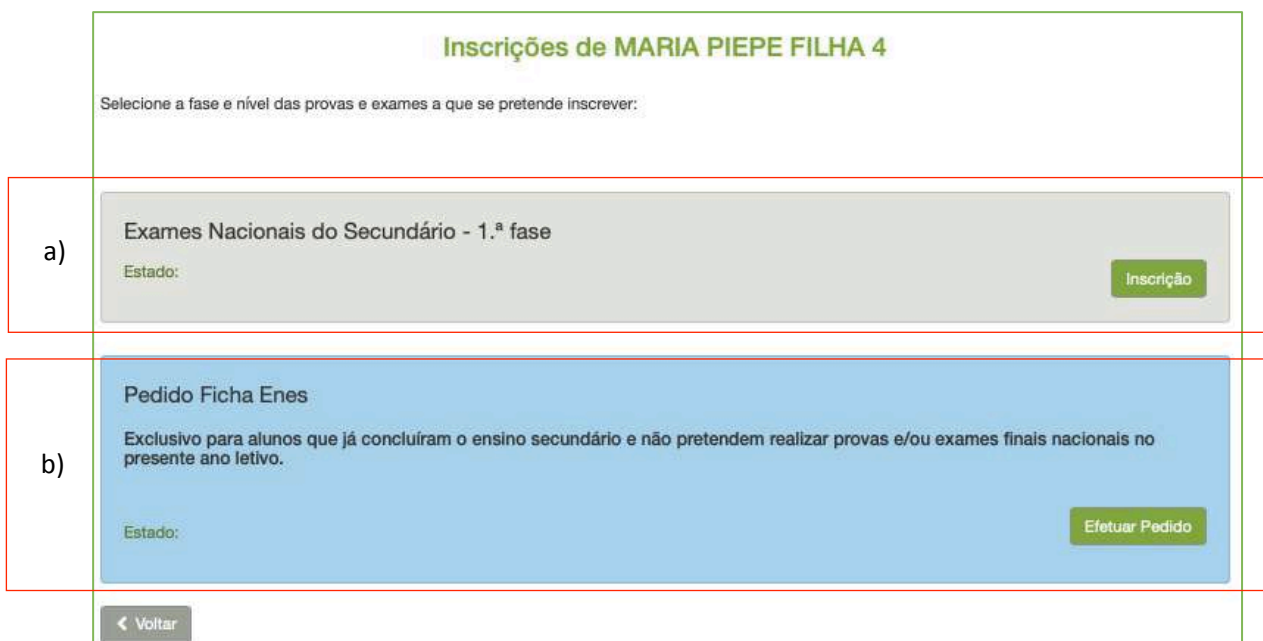 Inscrições de MARIA PIEPE FILHA 4
Selecione a fase e nível das provas e exames a que se pretende inscrever:
a)
Exames Nacionais do Secundário - 1.ª fase
Estado:
Inscrição
b)
Pedido Ficha Enes
Exclusivo para alunos que já concluíram o ensino secundário e não pretendem realizar provas e/ou exames finais nacionais no
presente ano letivo.
Estado:
Efetuar Pedido
Voltar